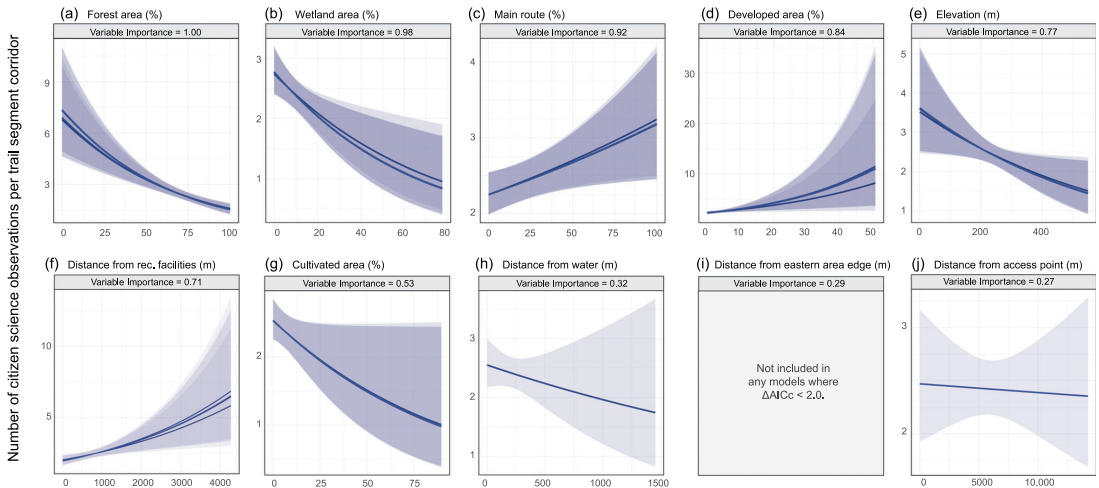 Number of citizen science observations per trail segment corridor
(a) Forest area (%)
Variable Importance = 1.00
9
6
3
0 25 50 75 100
(b) Wetland area (%)
Variable Importance = 0.98
3
2
1
0 20 40 60 80
(c) Main route (%)
Variable Importance = 0.92
4
3
2
0 25 50 75 100
(d) Developed area (%)
Variable Importance = 0.84
30
20
10
0 10 20 30 40 50
(e) Elevation (m)
Variable Importance = 0.77
5
4
3
2
1
0 200 400
(f) Distance from rec. facilities (m)
Variable Importance = 0.71
10
5
0 1000 2000 3000 4000
(g) Cultivated area (%)
Variable Importance = 0.53
2
1
0 25 50 75
(h) Distance from water (m)
Variable Importance = 0.32
3
2
1
0 500 1000 1500
(i) Distance from eastern area edge (m)
Variable Importance = 0.29
Not included in
any models where
ΔAICc < 2.0.
(j) Distance from access point (m)
Variable Importance = 0.27
3
2
0 5000 10,000